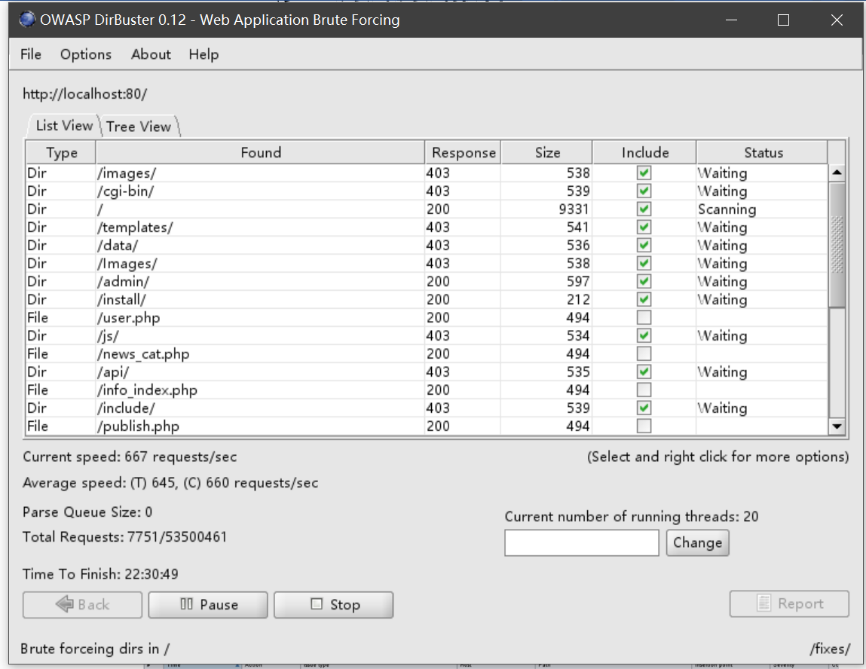 OWASP DirBuster 0.12 - Web Application Brute Forcing
File Options About Help
http://localhost:80/
List View Tree View
Type Found Response Size Include Status
Dir /images/ 403 538 Waiting
Dir /cgi-bin/ 403 539 Waiting
Dir / 200 9331 Scanning
Dir /templates/ 403 541 Waiting
Dir /data/ 403 536 Waiting
Dir /Images/ 403 538 Waiting
Dir /admin/ 200 597 Waiting
Dir /install/ 200 212 Waiting
File /user.php 200 494
Dir /js/ 403 534 Waiting
File /news_cat.php 200 494
Dir /api/ 403 535 Waiting
File /info_index.php 200 494
Dir /include/ 403 539 Waiting
File /publish.php 200 494
Current speed: 667 requests/sec (Select and right click for more options)
Average speed: (T) 645, (C) 660 requests/sec
Parse Queue Size: 0
Current number of running threads: 20
Total Requests: 7751/53500461
Change
Time To Finish: 22:30:49
Back Pause Stop Report
Brute forceing dirs in / /fixes/